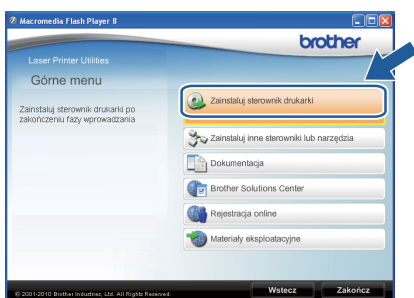 Macromedia Flash Player 8
brother
Laser Printer Utilities
Górne menu
Zainstaluj sterownik drukarki po
zakończeniu fazy wprowadzania
Zainstaluj sterownik drukarki
Zainstaluj inne sterowniki lub narzędzia
Dokumentacja
Brother Solutions Center
Rejestracja online
Materiały eksploatacyjne
© 2001-2010 Brother Industries, Ltd. All Rights Reserved.
Wstecz
Zakończ